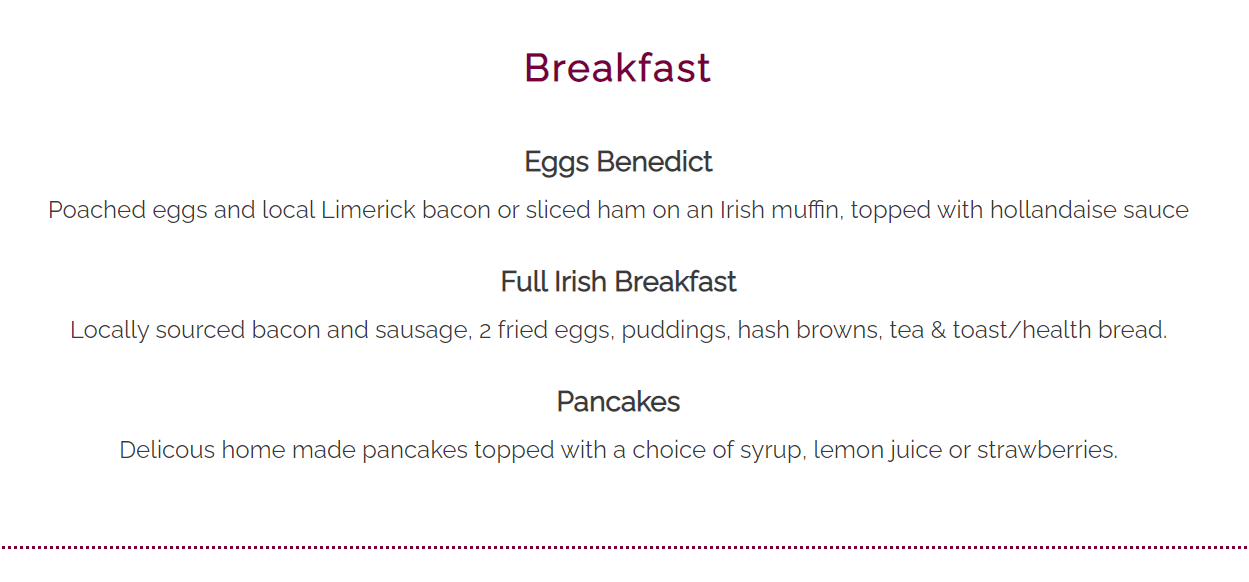 Breakfast
Eggs Benedict
Poached eggs and local Limerick bacon or sliced ham on an Irish muffin, topped with hollandaise sauce
Full Irish Breakfast
Locally sourced bacon and sausage, 2 fried eggs, puddings, hash browns, tea & toast/health bread.
Pancakes
Delicous home made pancakes topped with a choice of syrup, lemon juice or strawberries.